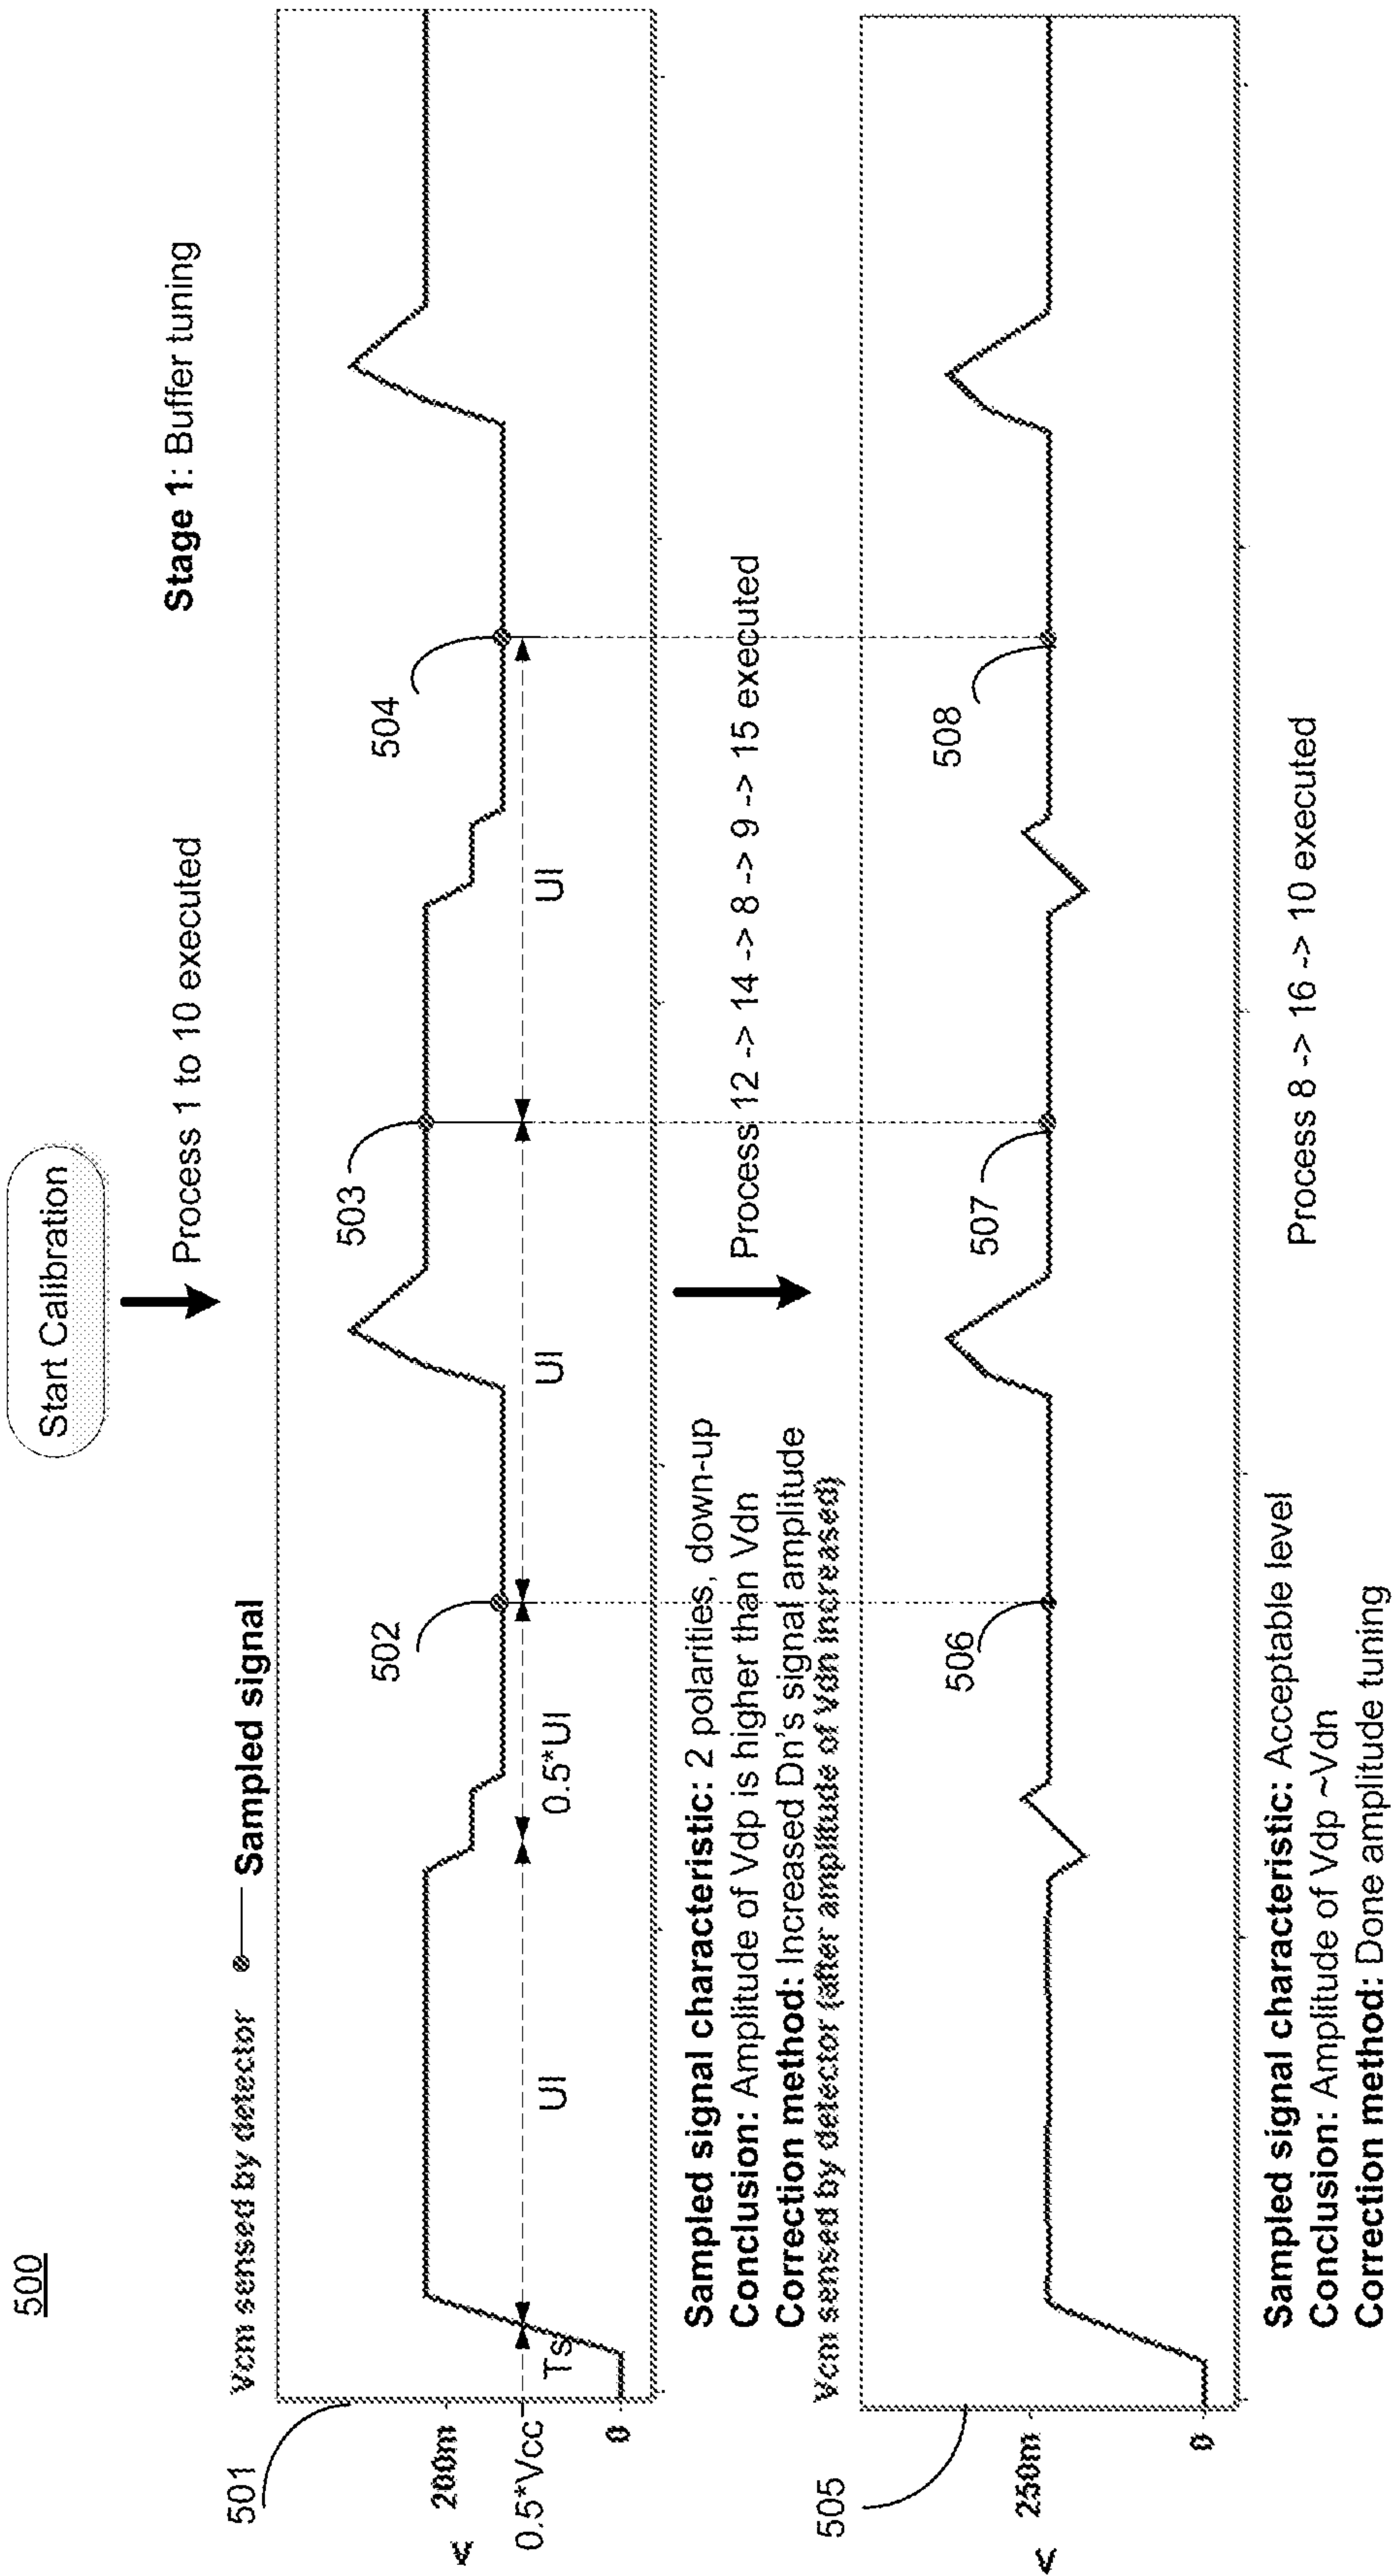 500
Start Calibration
Process 1 to 10 executed
Stage 1: Buffer tuning
Vcm sensed by detector
Sampled signal
501
V
200m
0.5*Vcc
0
Ts
UI
0.5*UI
UI
UI
502
503
504
Sampled signal characteristic: 2 polarities, down-up
Conclusion: Amplitude of Vdp is higher than Vdn
Correction method: Increased Dn's signal amplitude
Process 12 -> 14 -> 8 -> 9 -> 15 executed
Vcm sensed by detector (after amplitude of Vdn increased)
505
V
250m
0
506
507
508
Sampled signal characteristic: Acceptable level
Conclusion: Amplitude of Vdp ~Vdn
Correction method: Done amplitude tuning
Process 8 -> 16 -> 10 executed